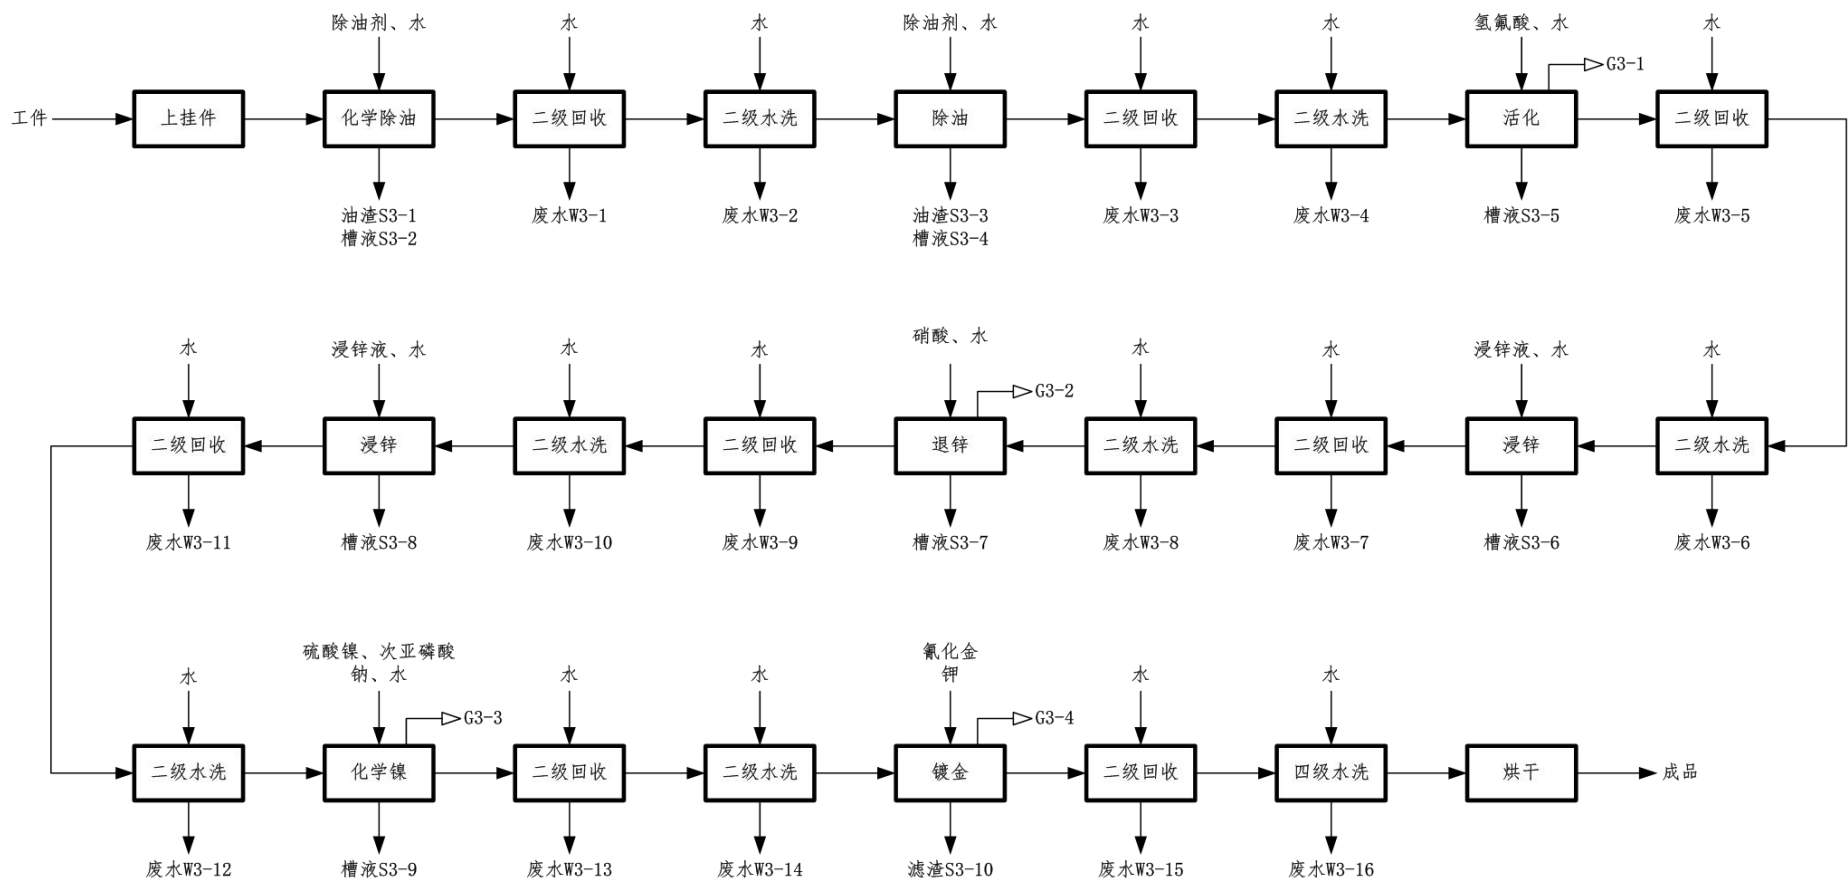 除油剂、水
水
水
除油剂、水
水
水
氢氟酸、水
水
G3-1
工件
上挂件
化学除油
二级回收
二级水洗
除油
二级回收
二级水洗
活化
二级回收
油渣S3-1
槽液S3-2
废水W3-1
废水W3-2
油渣S3-3
槽液S3-4
废水W3-3
废水W3-4
槽液S3-5
废水W3-5
水
浸锌液、水
水
水
硝酸、水
水
水
浸锌液、水
水
G3-2
二级回收
浸锌
二级水洗
二级回收
退锌
二级水洗
二级回收
浸锌
二级水洗
废水W3-11
槽液S3-8
废水W3-10
废水W3-9
槽液S3-7
废水W3-8
废水W3-7
槽液S3-6
废水W3-6
水
硫酸镍、次亚磷酸
钠、水
水
水
氰化金
钾
水
水
G3-3
G3-4
二级水洗
化学镍
二级回收
二级水洗
镀金
二级回收
四级水洗
烘干
成品
废水W3-12
槽液S3-9
废水W3-13
废水W3-14
滤渣S3-10
废水W3-15
废水W3-16